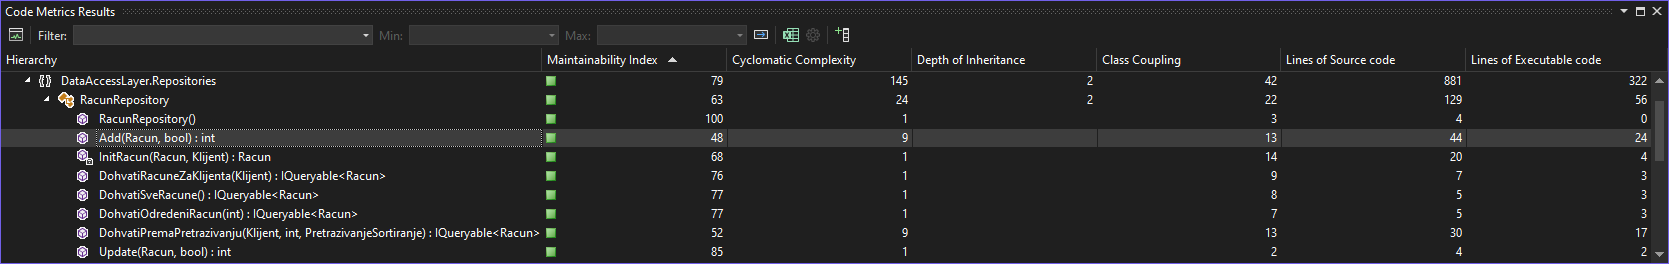 Code Metrics Results
Filter: Min: Max:
Hierarchy Maintainability Index Cyclomatic Complexity Depth of Inheritance Class Coupling Lines of Source code Lines of Executable code
{} DataAccessLayer.Repositories 79 145 2 42 881 322
RacunRepository 63 24 2 22 129 56
RacunRepository() 100 1 3 4 0
Add(Racun, bool) : int 48 9 13 44 24
InitRacun(Racun, Klijent) : Racun 68 1 14 20 4
DohvatiRacuneZaKlijenta(Klijent) : IQueryable<Racun> 76 1 9 7 3
DohvatiSveRacune() : IQueryable<Racun> 77 1 8 5 3
DohvatiOdredeniRacun(int) : IQueryable<Racun> 77 1 7 5 3
DohvatiPremaPretrazivanju(Klijent, int, PretrazivanjeSortiranje) : IQueryable<Racun> 52 9 13 30 17
Update(Racun, bool) : int 85 1 2 4 2